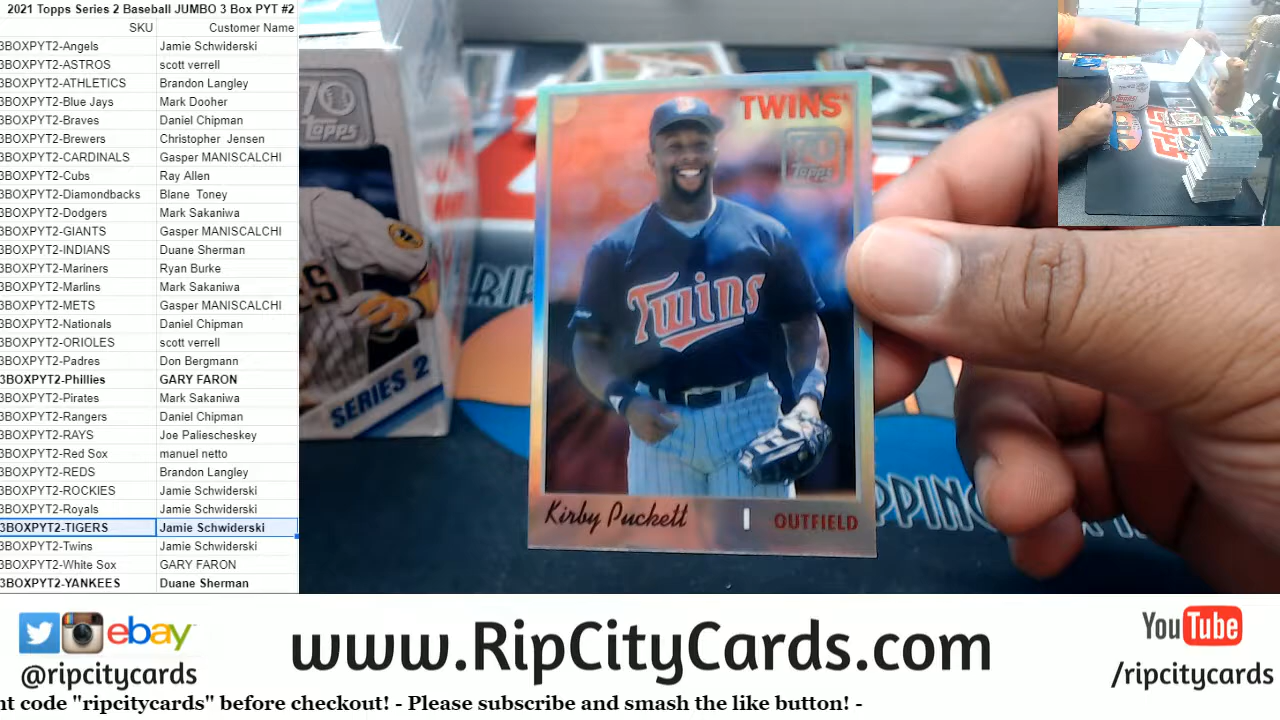 2021 Topps Series 2 Baseball JUMBO 3 Box PYT #2
SKU Customer Name
3BOXPYT2-Angels Jamie Schwiderski
3BOXPYT2-ASTROS scott verrell
3BOXPYT2-ATHLETICS Brandon Langley
3BOXPYT2-Blue Jays Mark Dooher
3BOXPYT2-Braves Daniel Chipman
3BOXPYT2-Brewers Christopher Jensen
3BOXPYT2-CARDINALS Gasper MANISCALCHI
3BOXPYT2-Cubs Ray Allen
3BOXPYT2-Diamondbacks Blane Toney
3BOXPYT2-Dodgers Mark Sakaniwa
3BOXPYT2-GIANTS Gasper MANISCALCHI
3BOXPYT2-INDIANS Duane Sherman
3BOXPYT2-Mariners Ryan Burke
3BOXPYT2-Marlins Mark Sakaniwa
3BOXPYT2-METS Gasper MANISCALCHI
3BOXPYT2-Nationals Daniel Chipman
3BOXPYT2-ORIOLES scott verrell
3BOXPYT2-Padres Don Bergmann
3BOXPYT2-Phillies GARY FARON
3BOXPYT2-Pirates Mark Sakaniwa
3BOXPYT2-Rangers Daniel Chipman
3BOXPYT2-RAYS Joe Paliescheskey
3BOXPYT2-Red Sox manuel netto
3BOXPYT2-REDS Brandon Langley
3BOXPYT2-ROCKIES Jamie Schwiderski
3BOXPYT2-Royals Jamie Schwiderski
3BOXPYT2-TIGERS Jamie Schwiderski
3BOXPYT2-Twins Jamie Schwiderski
3BOXPYT2-White Sox GARY FARON
3BOXPYT2-YANKEES Duane Sherman
70
Topps
SERIES 2
TWINS
70
Topps
Twins
Kirby Puckett OUTFIELD
RIP
PPING
ebay
@ripcitycards
www.RipCityCards.com
YouTube
/ripcitycards
nt code "ripcitycards" before checkout! - Please subscribe and smash the like button! -